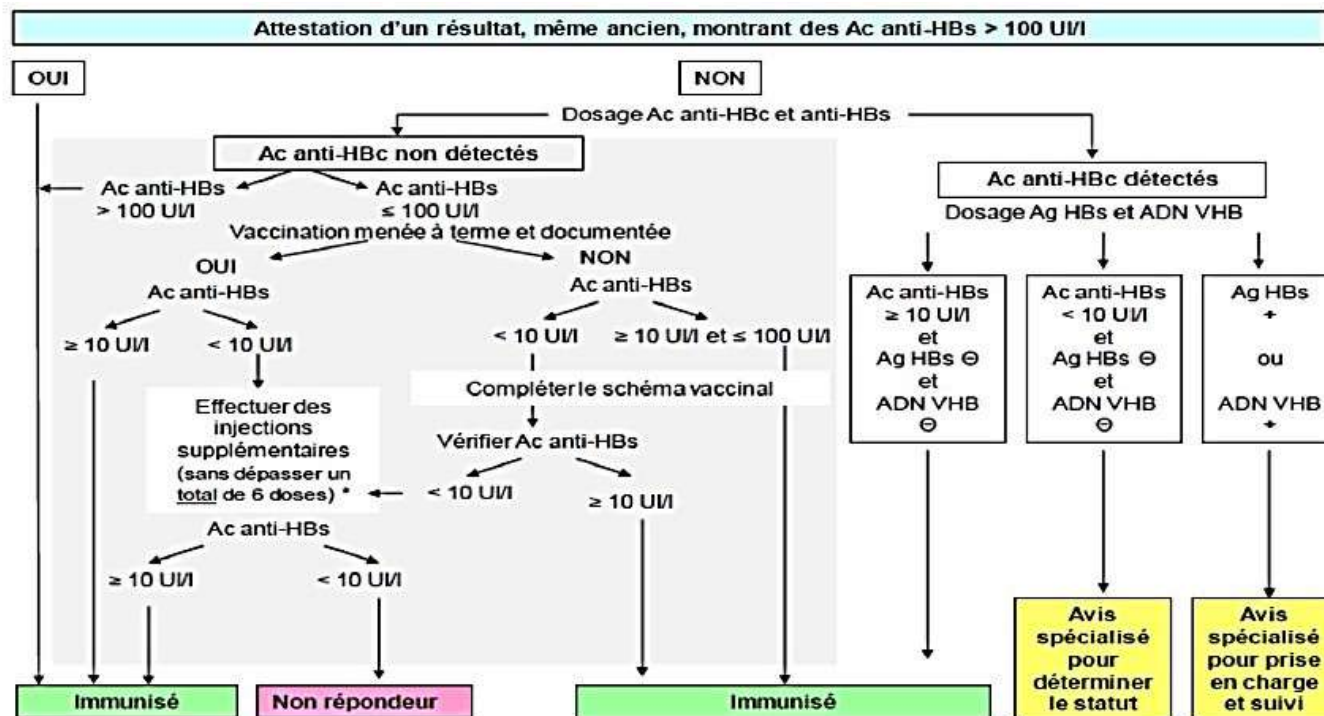 Attestation d'un résultat, même ancien, montrant des Ac anti-HBs > 100 UI/l
OUI
NON
Dosage Ac anti-HBc et anti-HBs
Ac anti-HBc non détectés
Ac anti-HBs
> 100 UI/l
Ac anti-HBs
≤ 100 UI/l
Vaccination menée à terme et documentée
OUI
Ac anti-HBs
≥ 10 UI/l
< 10 UI/l
Effectuer des
injections
supplémentaires
(sans dépasser un
total de 6 doses) *
Ac anti-HBs
≥ 10 UI/l
< 10 UI/l
NON
Ac anti-HBs
< 10 UI/l
≥ 10 UI/l et ≤ 100 UI/l
Compléter le schéma vaccinal
Vérifier Ac anti-HBs
< 10 UI/l
≥ 10 UI/l
Ac anti-HBc détectés
Dosage Ag HBs et ADN VHB
Ac anti-HBs
≥ 10 UI/l
et
Ag HBs ⊖
et
ADN VHB
⊖
Ac anti-HBs
< 10 UI/l
et
Ag HBs ⊖
et
ADN VHB
⊖
Ag HBs
+
ou
ADN VHB
+
Immunisé
Non répondeur
Immunisé
Avis
spécialisé
pour
déterminer
le statut
Avis
spécialisé
pour prise
en charge
et suivi